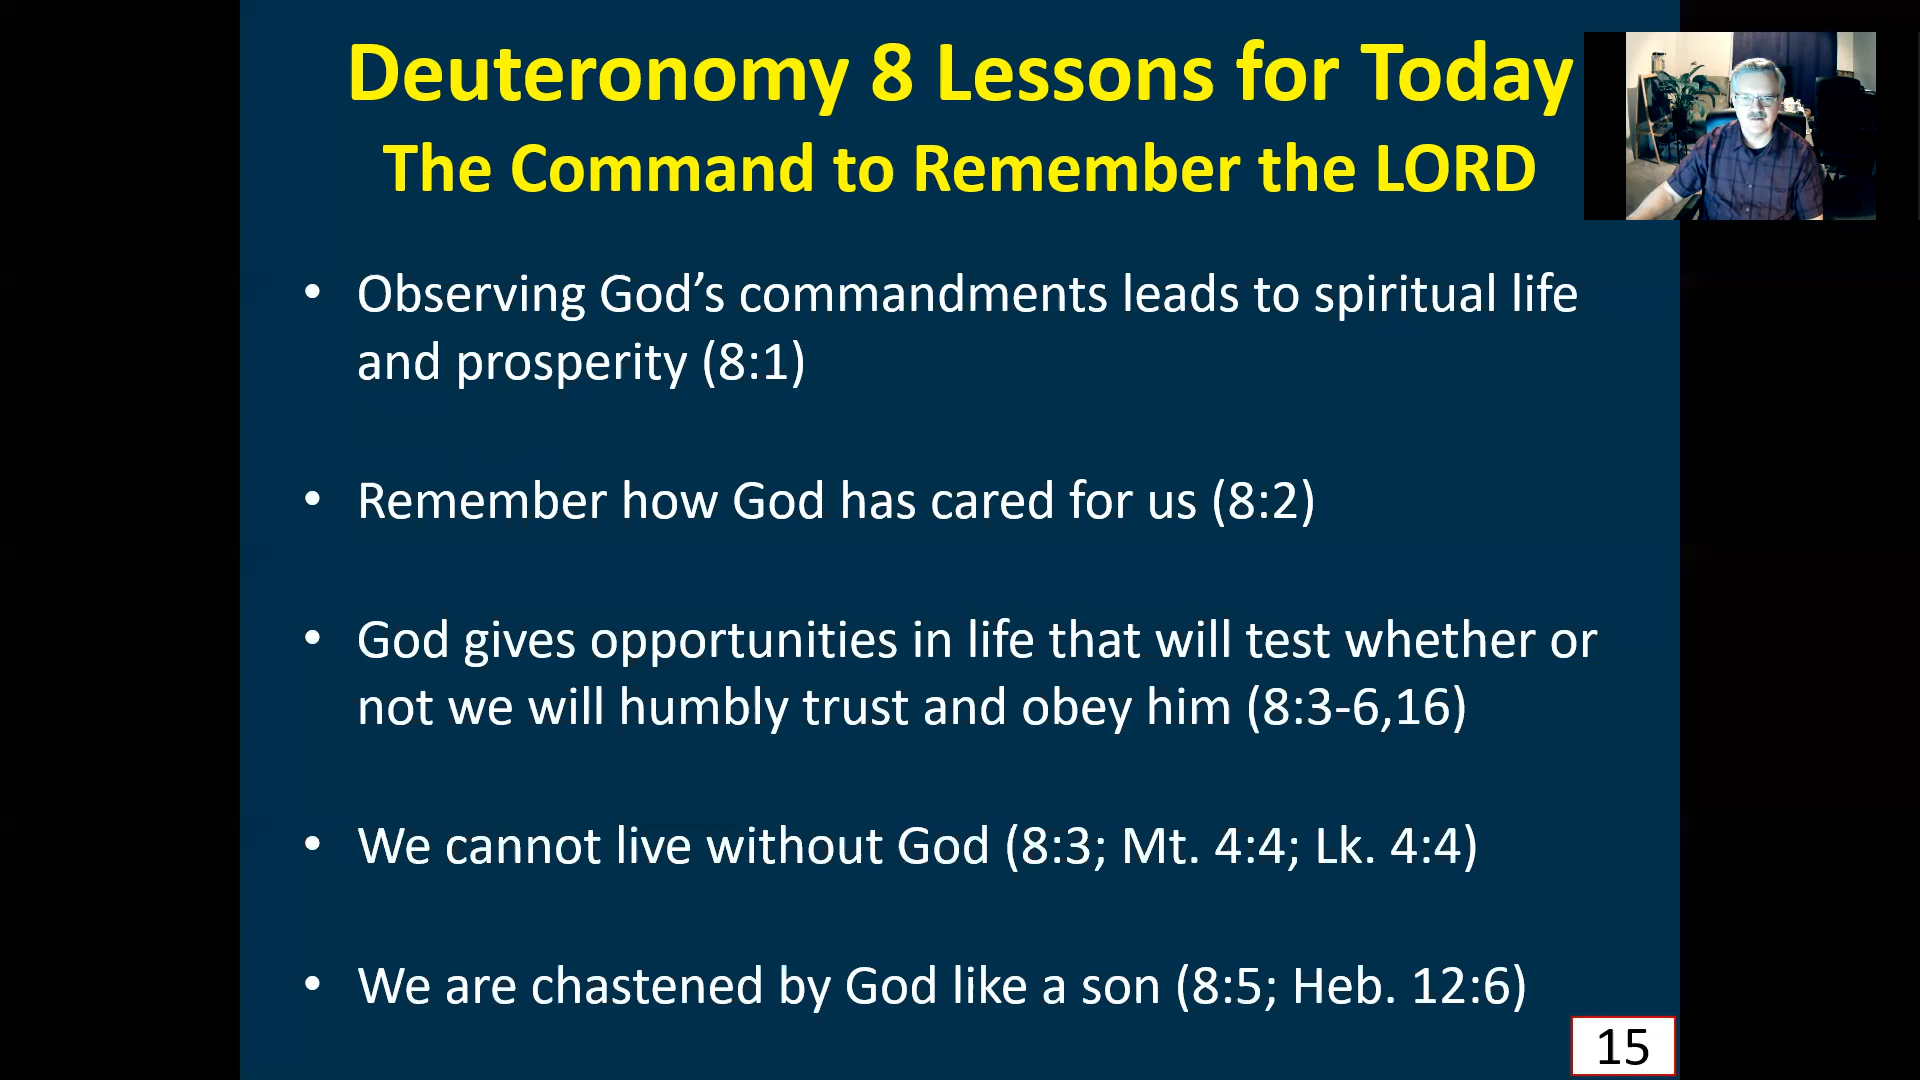 Deuteronomy 8 Lessons for Today
The Command to Remember the LORD
• Observing God’s commandments leads to spiritual life
and prosperity (8:1)
• Remember how God has cared for us (8:2)
• God gives opportunities in life that will test whether or
not we will humbly trust and obey him (8:3-6,16)
• We cannot live without God (8:3; Mt. 4:4; Lk. 4:4)
• We are chastened by God like a son (8:5; Heb. 12:6)
15